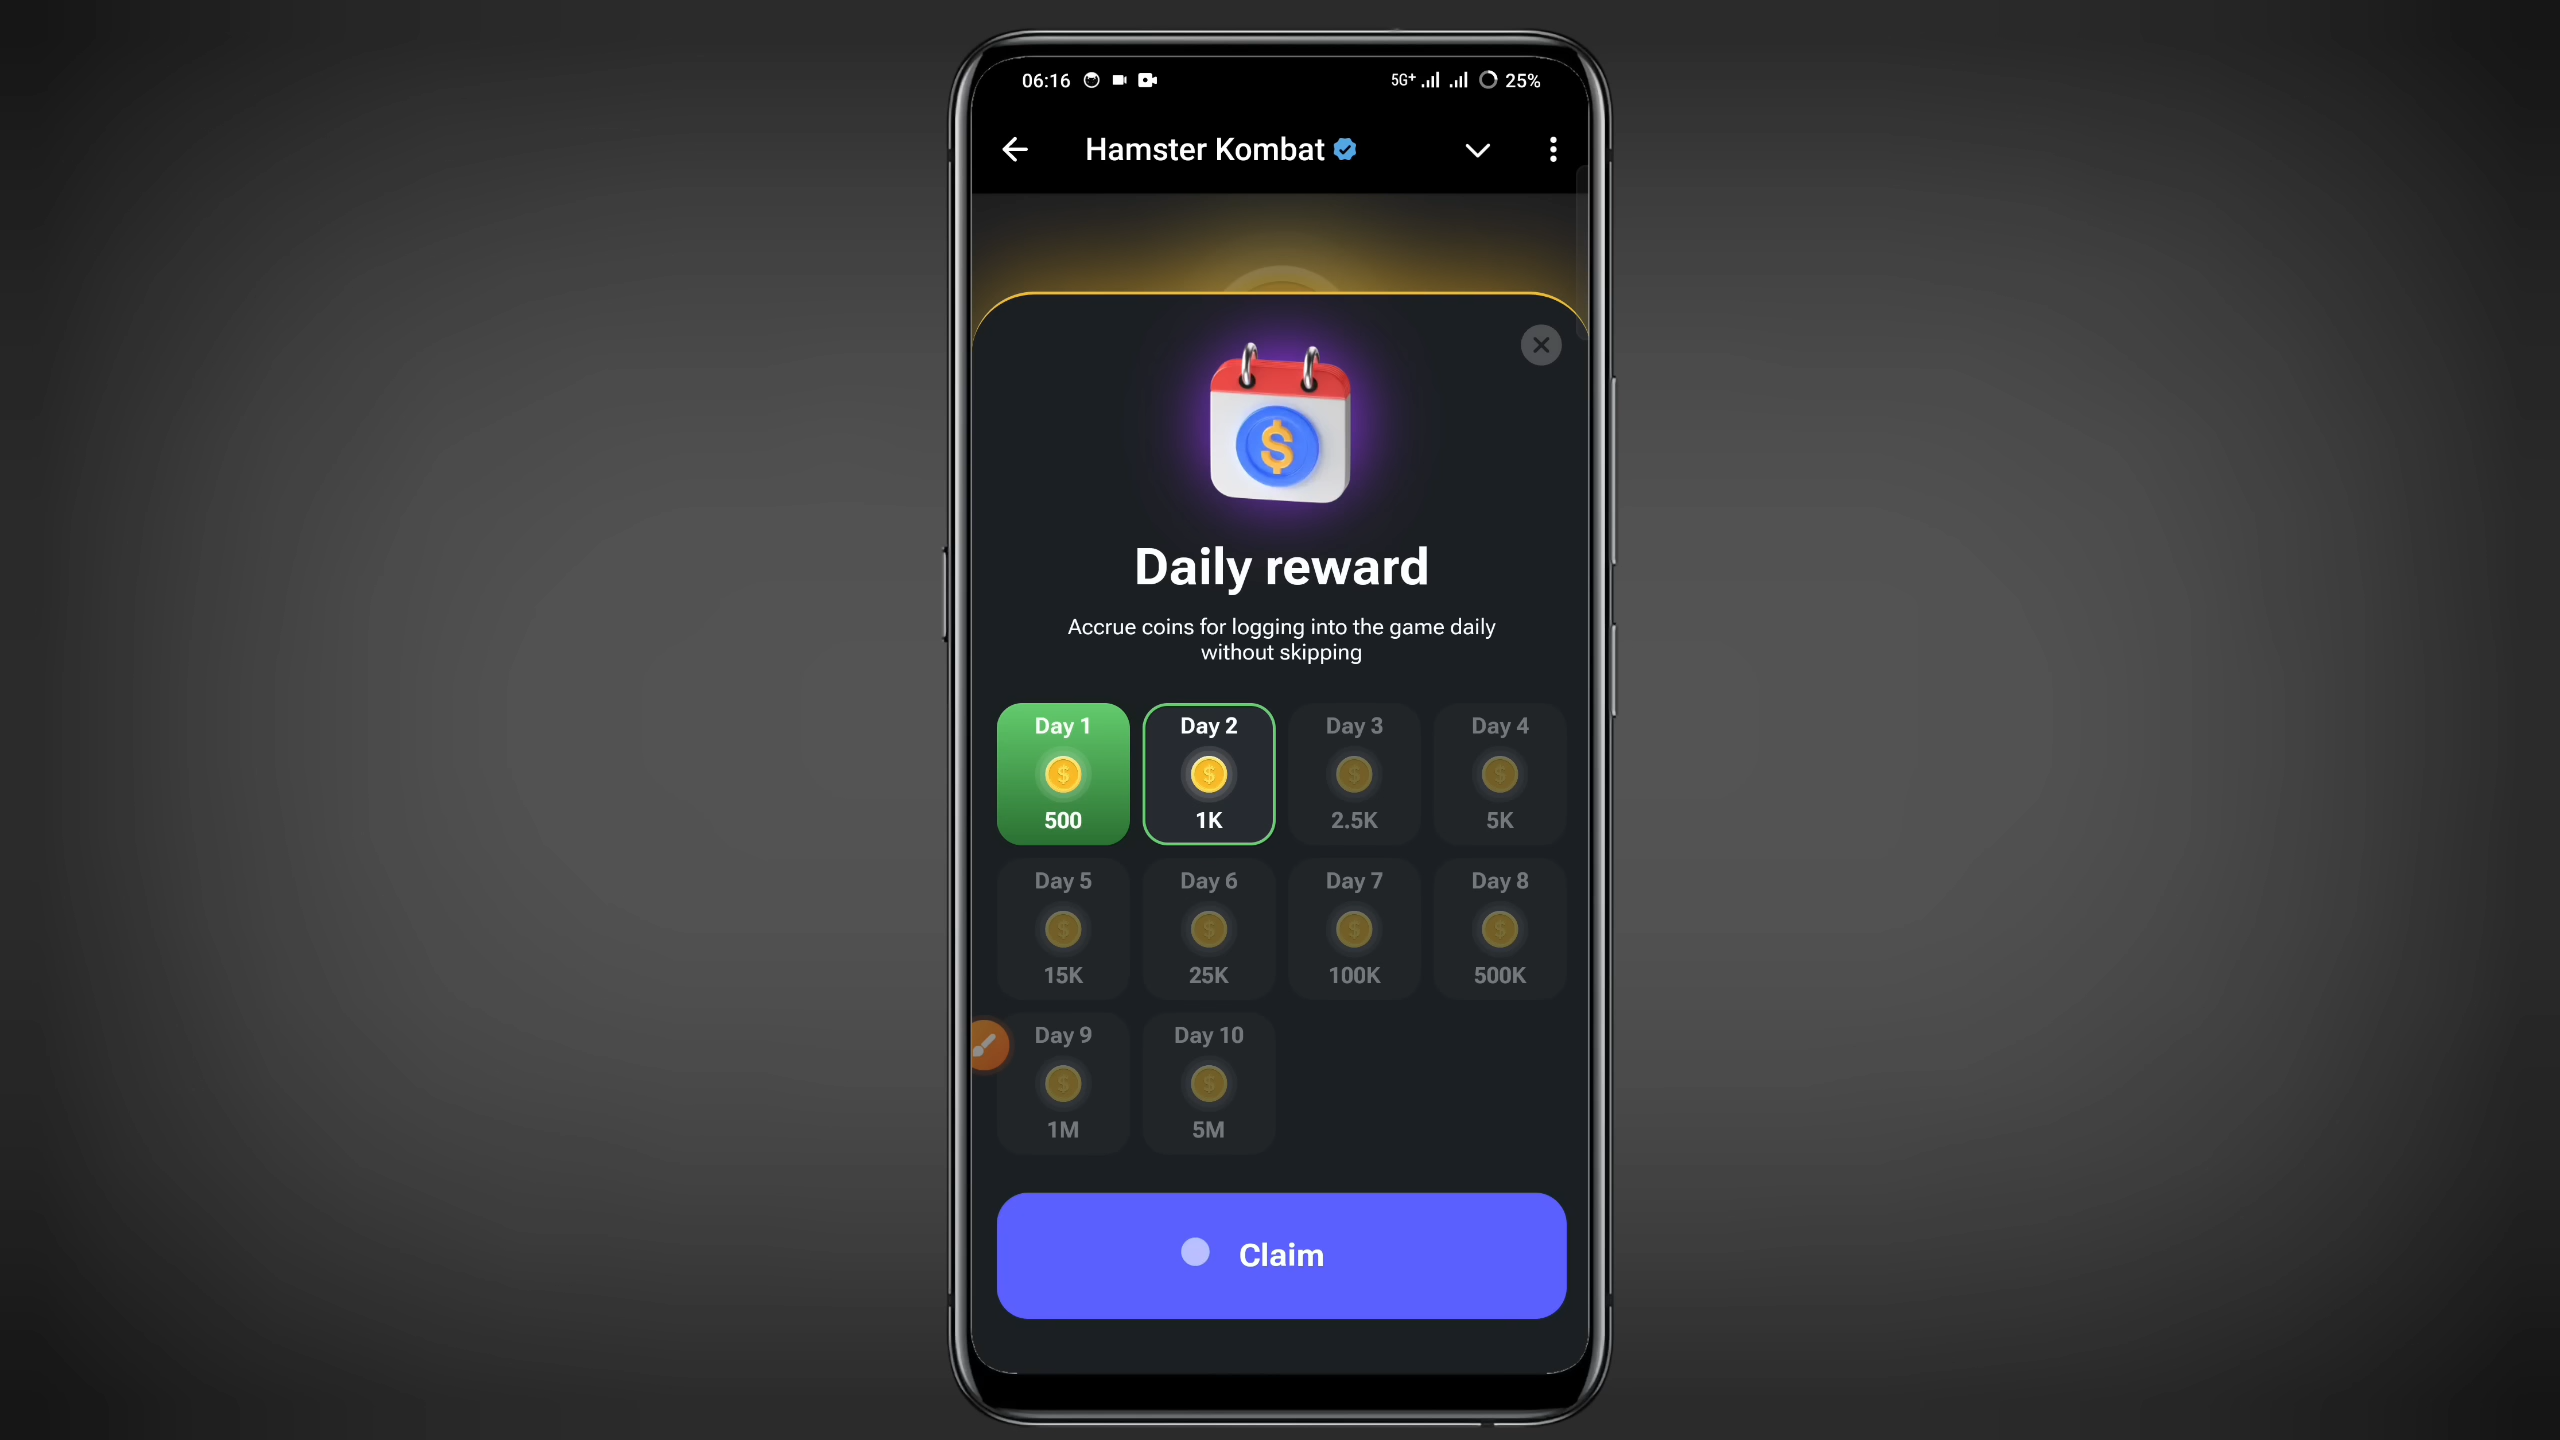 06:16 5G+ 25%
Hamster Kombat
Daily reward
Accrue coins for logging into the game daily
without skipping
Day 1 Day 2 Day 3 Day 4
$ $ $ $ $
500 1K 2.5K 5K
Day 5 Day 6 Day 7 Day 8
$ $ $ $
15K 25K 100K 500K
Day 9 Day 10
$ $
1M 5M
Claim